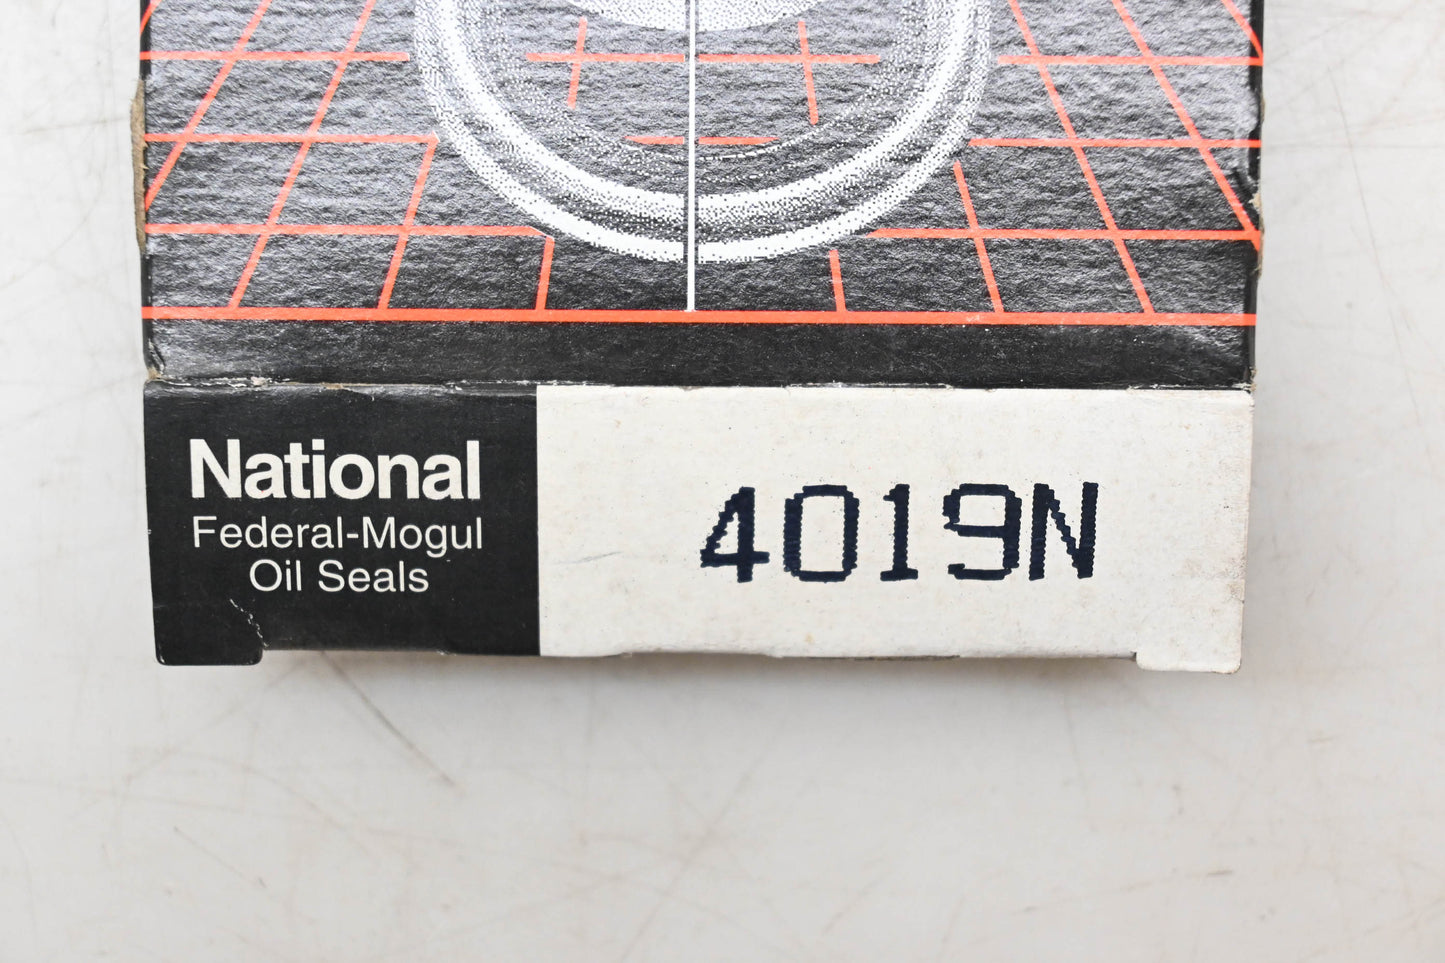 National
Federal-Mogul
Oil Seals
4019N